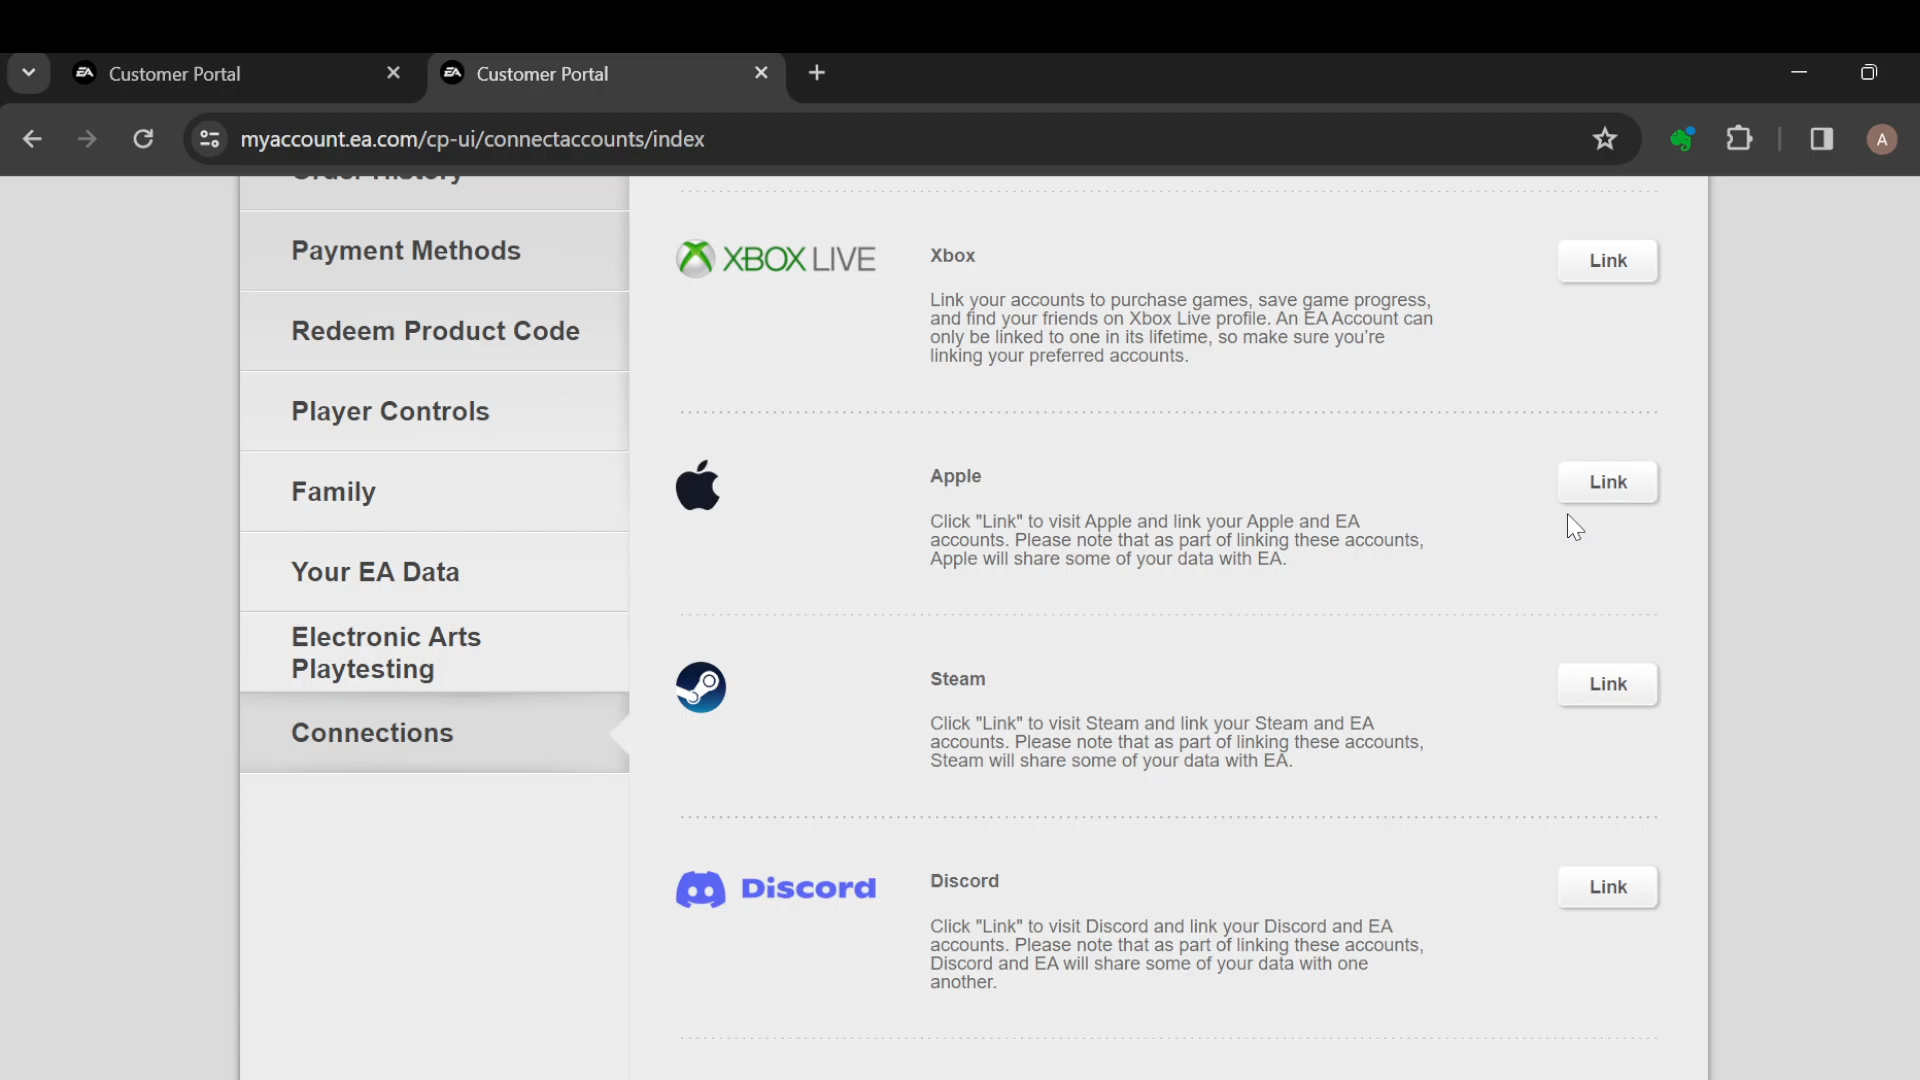 Customer Portal
Customer Portal
myaccount.ea.com/cp-ui/connectaccounts/index
A
Order History
Payment Methods
Redeem Product Code
Player Controls
Family
Your EA Data
Electronic Arts
Playtesting
Connections
XBOX LIVE
Xbox
Link
Link your accounts to purchase games, save game progress,
and find your friends on Xbox Live profile. An EA Account can
only be linked to one in its lifetime, so make sure you're
linking your preferred accounts.
Apple
Link
Click "Link" to visit Apple and link your Apple and EA
accounts. Please note that as part of linking these accounts,
Apple will share some of your data with EA.
Steam
Link
Click "Link" to visit Steam and link your Steam and EA
accounts. Please note that as part of linking these accounts,
Steam will share some of your data with EA.
Discord
Discord
Link
Click "Link" to visit Discord and link your Discord and EA
accounts. Please note that as part of linking these accounts,
Discord and EA will share some of your data with one
another.